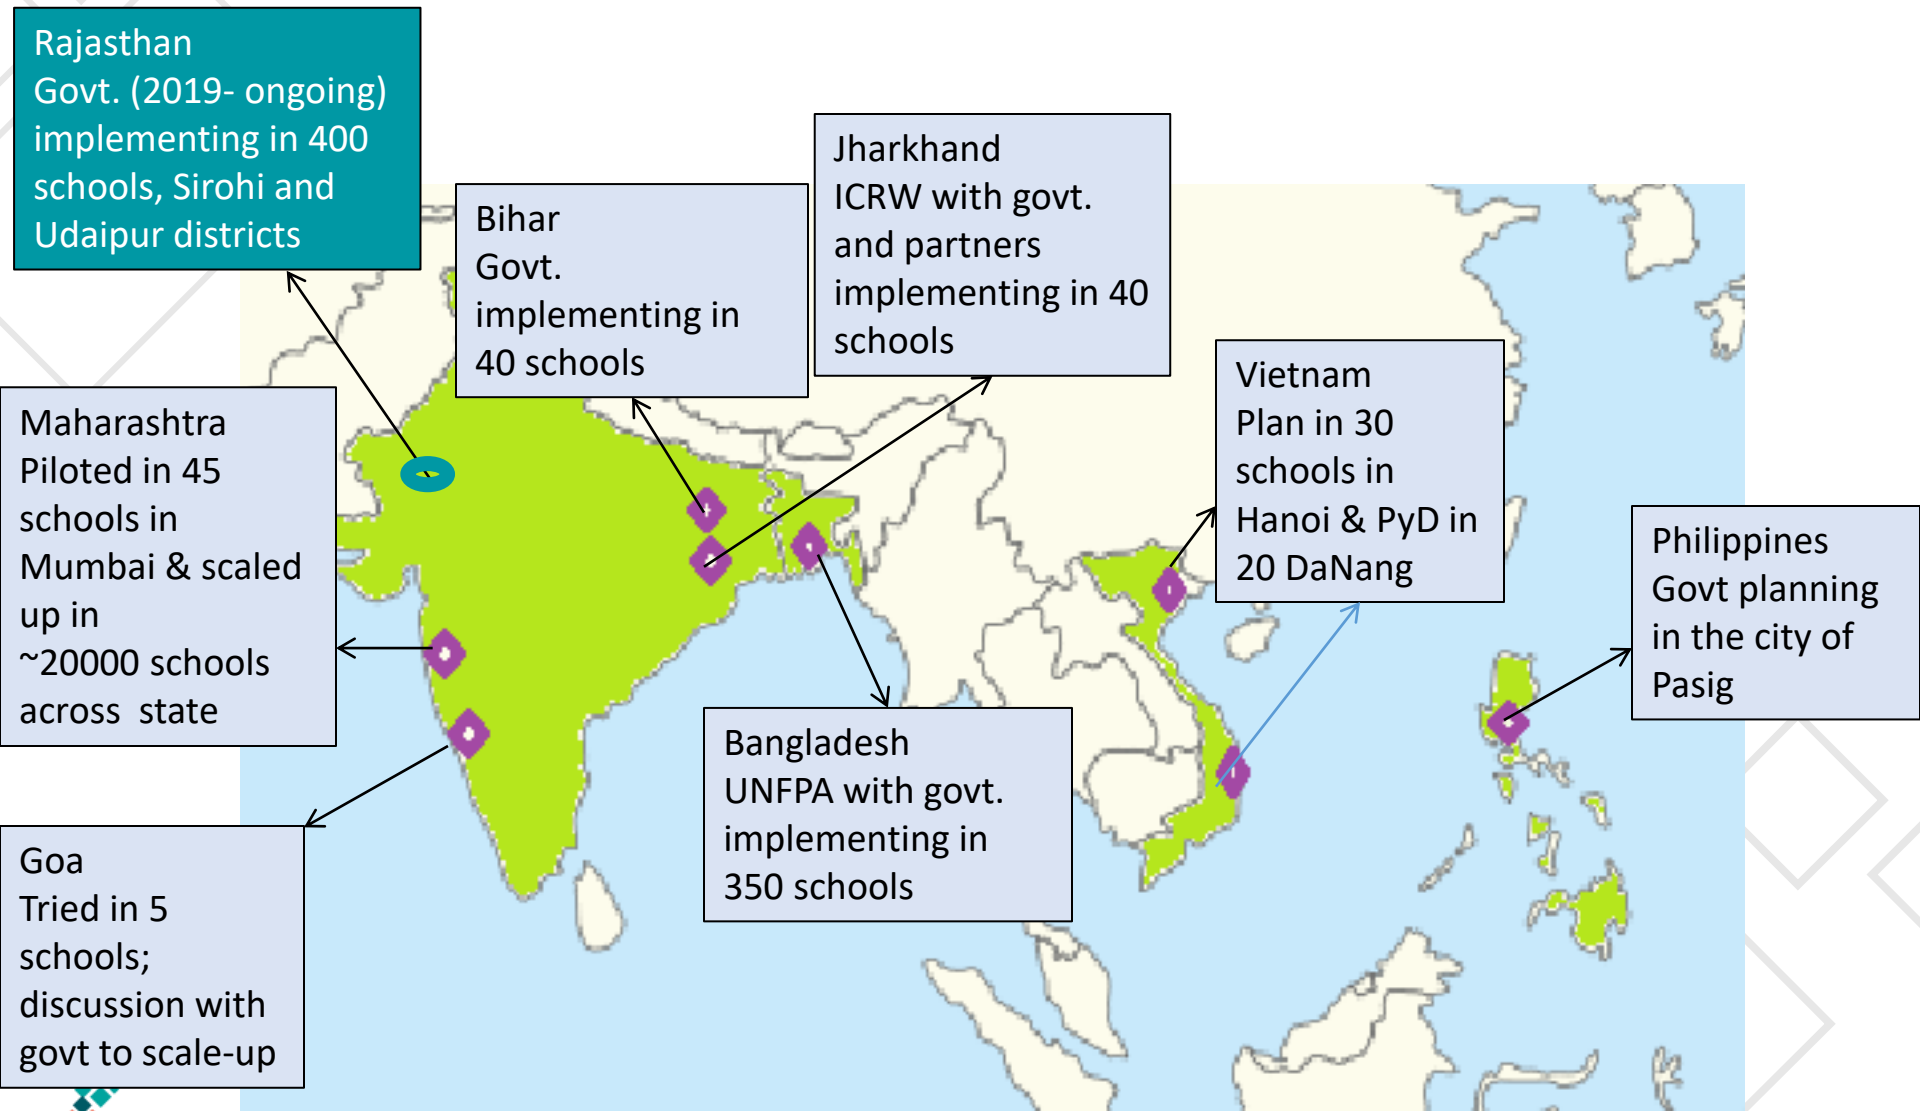 Rajasthan
Govt. (2019- ongoing)
implementing in 400
schools, Sirohi and
Udaipur districts
Bihar
Govt.
implementing in
40 schools
Jharkhand
ICRW with govt.
and partners
implementing in 40
schools
Vietnam
Plan in 30
schools in
Hanoi & PyD in
20 DaNang
Philippines
Govt planning
in the city of
Pasig
Maharashtra
Piloted in 45
schools in
Mumbai & scaled
up in
~20000 schools
across state
Bangladesh
UNFPA with govt.
implementing in
350 schools
Goa
Tried in 5
schools;
discussion with
govt to scale-up